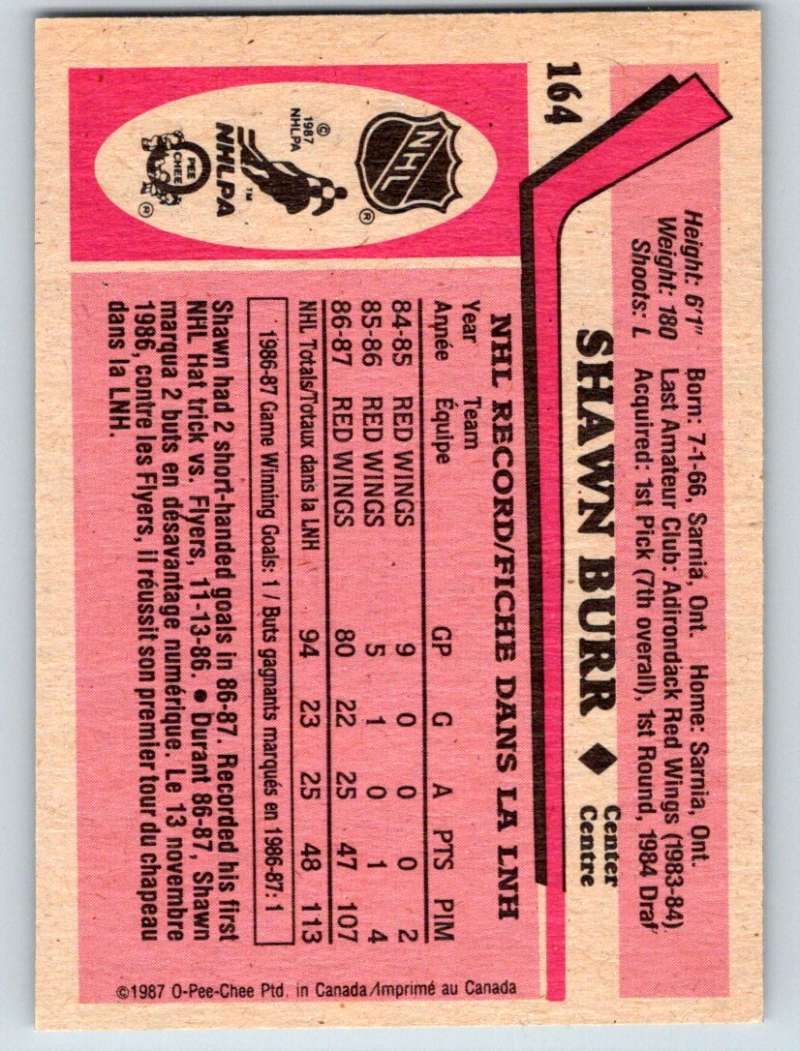 164
Height: 6'1"
Weight: 180
Shoots: L
Born: 7-1-66, Sarnia, Ont. Home: Sarnia, Ont.
Last Amateur Club: Adirondack Red Wings (1983-84)
Acquired: 1st Pick (7th overall), 1st Round, 1984 Draf
SHAWN BURR ◆ Center
Centre
NHL
®
© 1987
NHLPA
™
NHLPA
O
PEE
CHEE
®
NHL RECORD/FICHE DANS LA LNH
Year Team GP G A PTS PIM
Année Équipe
84-85 RED WINGS 9 0 0 0 2
85-86 RED WINGS 5 1 0 1 4
86-87 RED WINGS 80 22 25 47 107
NHL Totals/Totaux dans la LNH 94 23 25 48 113
1986-87 Game Winning Goals: 1 / Buts gagnants marqués en 1986-87: 1
Shawn had 2 short-handed goals in 86-87. Recorded his first
NHL Hat trick vs. Flyers, 11-13-86. ● Durant 86-87, Shawn
marqua 2 buts en désavantage numérique. Le 13 novembre
1986, contre les Flyers, il réussit son premier tour du chapeau
dans la LNH.
©1987 O-Pee-Chee Ptd. in Canada/Imprimé au Canada